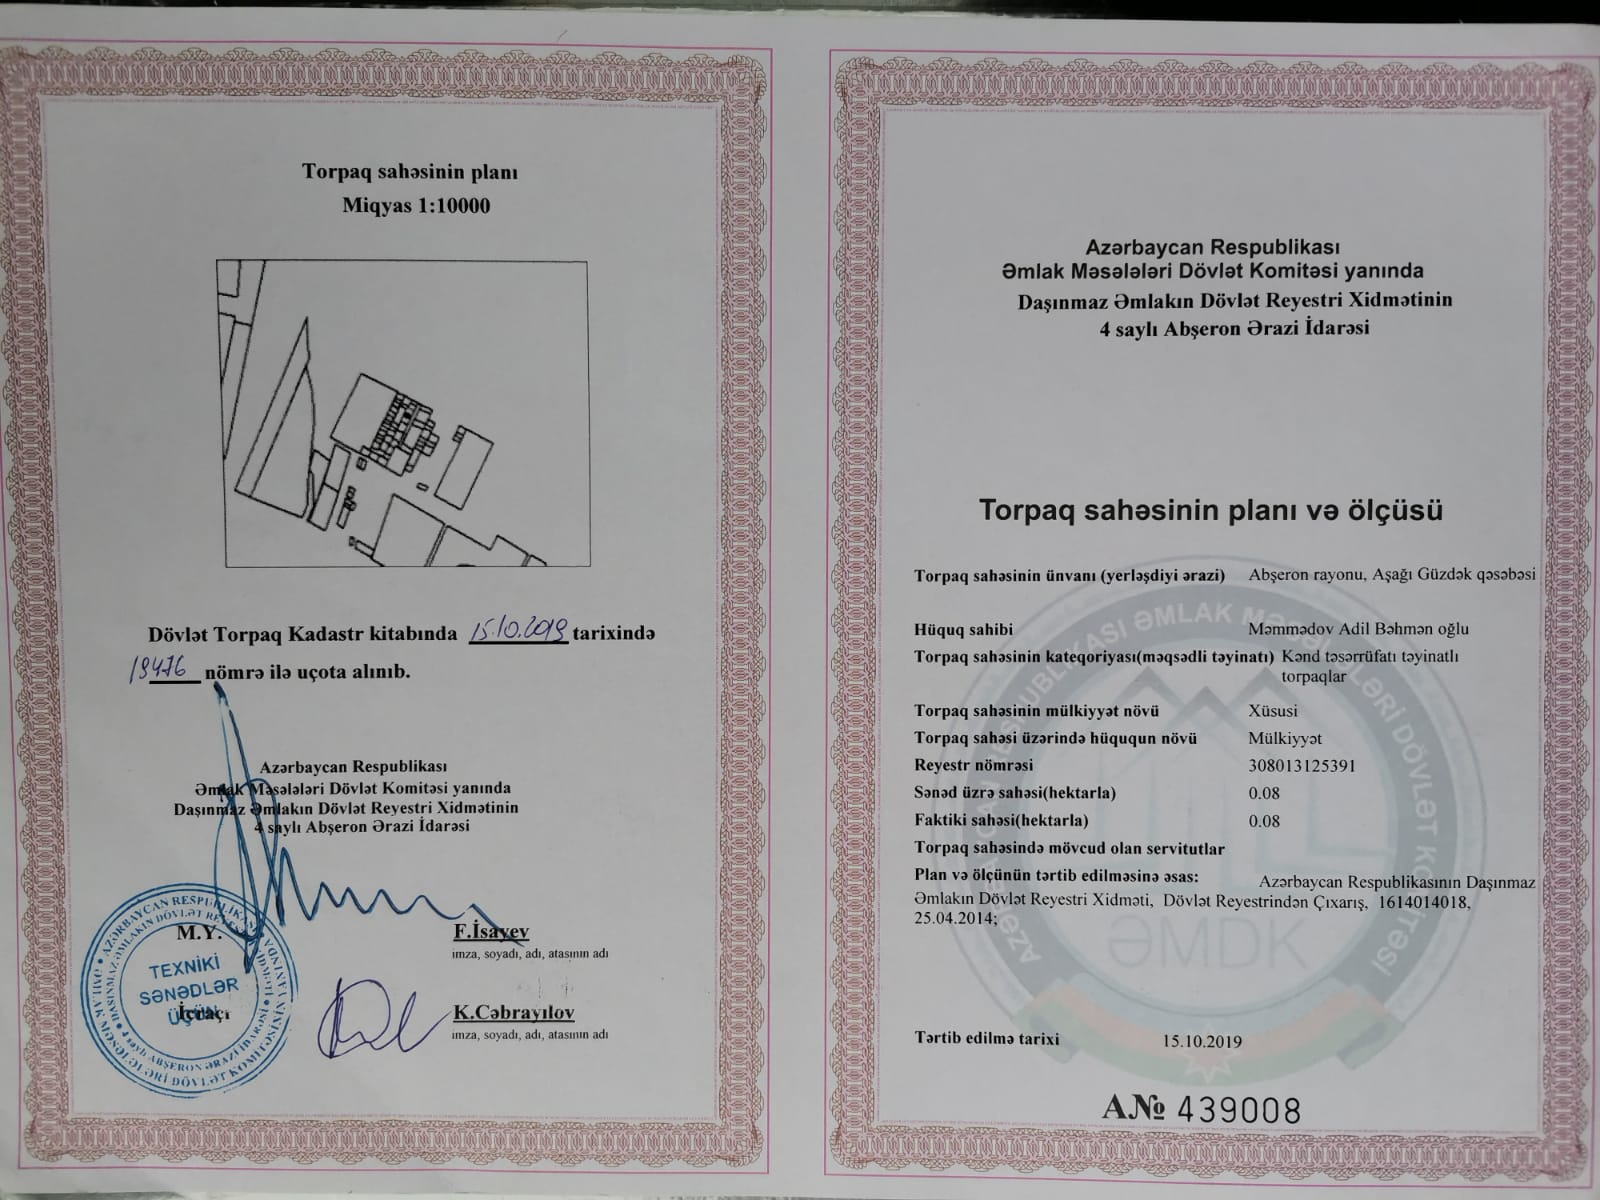 Torpaq sahəsinin planı
Miqyas 1:10000
Dövlət Torpaq Kadastr kitabında 15.10.2019 tarixində
19476 nömrə ilə uçota alınıb.
Azərbaycan Respublikası
Əmlak Məsələləri Dövlət Komitəsi yanında
Daşınmaz Əmlakın Dövlət Reyestri Xidmətinin
4 saylı Abşeron Ərazi İdarəsi
M.Y.
F.İsayev
imza, soyadı, adı, atasının adı
TEXNİKİ
SƏNƏDLƏR
ÜÇÜN
İcraçı
K.Cəbrayılov
imza, soyadı, adı, atasının adı
Azərbaycan Respublikası
Əmlak Məsələləri Dövlət Komitəsi yanında
Daşınmaz Əmlakın Dövlət Reyestri Xidmətinin
4 saylı Abşeron Ərazi İdarəsi
Torpaq sahəsinin planı və ölçüsü
Torpaq sahəsinin ünvanı (yerləşdiyi ərazi) Abşeron rayonu, Aşağı Güzdək qəsəbəsi
Hüquq sahibi Məmmədov Adil Bəhmən oğlu
Torpaq sahəsinin kateqoriyası(məqsədli təyinatı) Kənd təsərrüfatı təyinatlı
torpaqlar
Torpaq sahəsinin mülkiyyət növü Xüsusi
Torpaq sahəsi üzərində hüququn növü Mülkiyyət
Reyestr nömrəsi 308013125391
Sənəd üzrə sahəsi(hektarla) 0.08
Faktiki sahəsi(hektarla) 0.08
Torpaq sahəsində mövcud olan servitutlar
Plan və ölçünün tərtib edilməsinə əsas: Azərbaycan Respublikasının Daşınmaz
Əmlakın Dövlət Reyestri Xidməti, Dövlət Reyestrindən Çıxarış, 1614014018,
25.04.2014;
ƏMDK
Tərtib edilmə tarixi 15.10.2019
A№ 439008